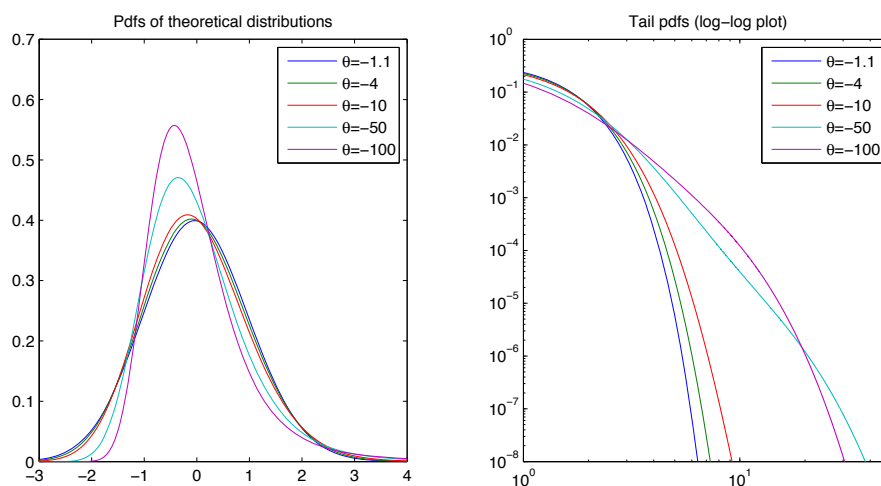 Pdfs of theoretical distributions
0.7
0.6
0.5
0.4
0.3
0.2
0.1
0
−3 −2 −1 0 1 2 3 4
θ=−1.1
θ=−4
θ=−10
θ=−50
θ=−100
Tail pdfs (log−log plot)
10^0
10^−1
10^−2
10^−3
10^−4
10^−5
10^−6
10^−7
10^−8
10^0 10^1
θ=−1.1
θ=−4
θ=−10
θ=−50
θ=−100